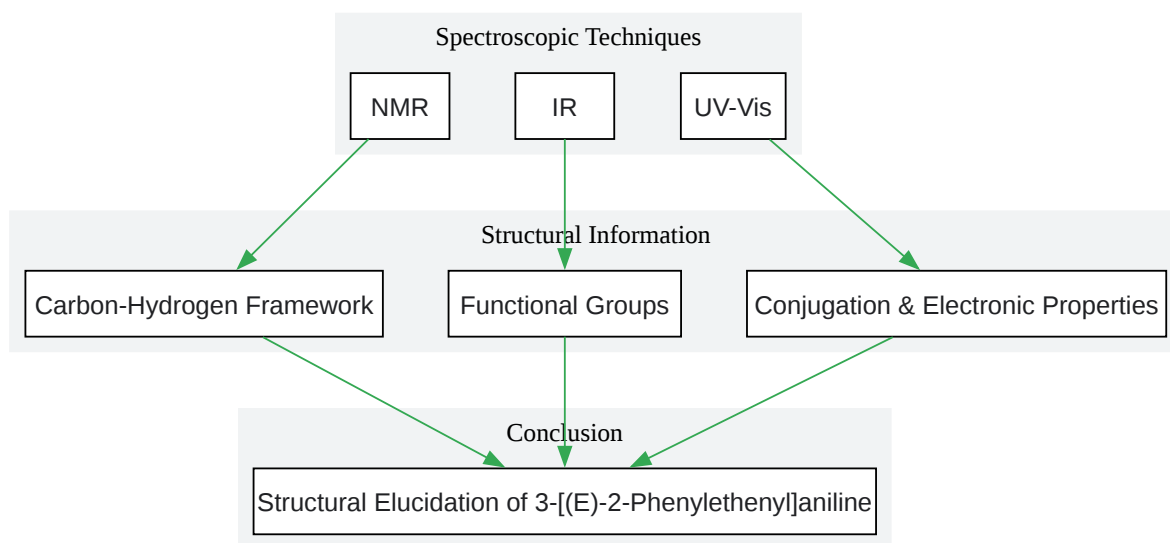 Spectroscopic Techniques
NMR
IR
UV-Vis
Structural Information
Carbon-Hydrogen Framework
Functional Groups
Conjugation & Electronic Properties
Conclusion
Structural Elucidation of 3-[(E)-2-Phenylethenyl]aniline